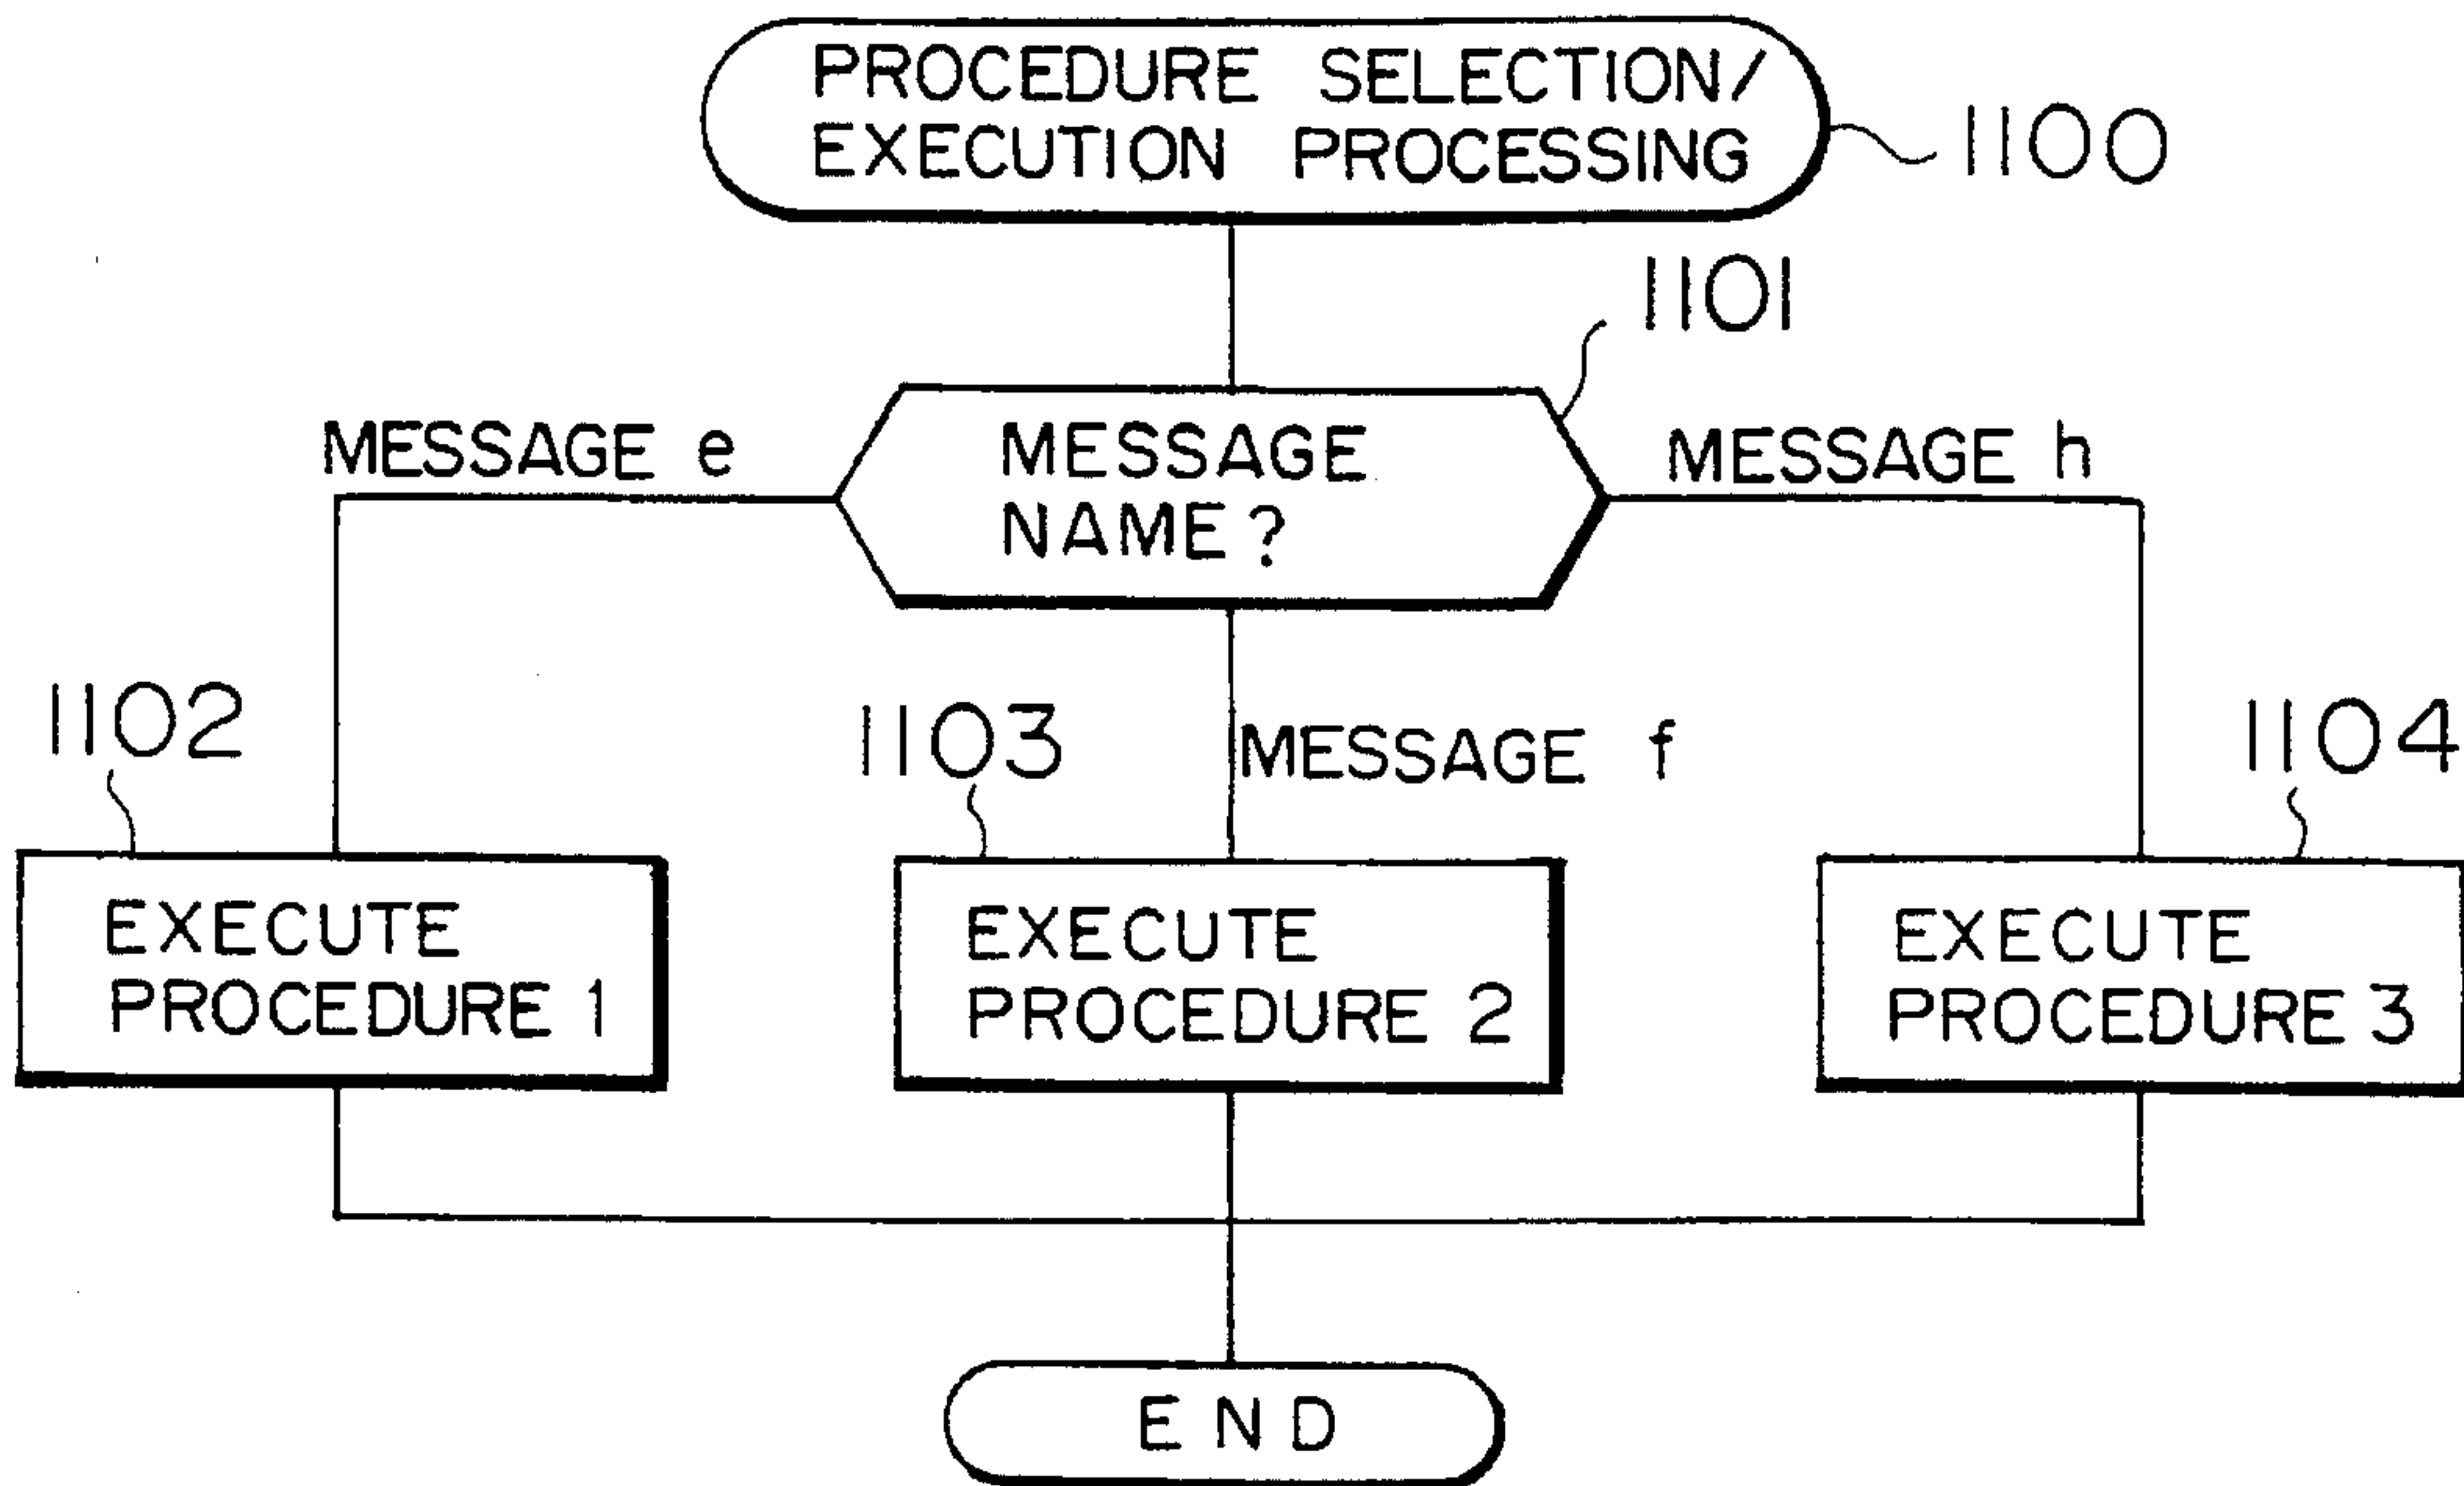 PROCEDURE SELECTION/
EXECUTION PROCESSING
1100
1101
MESSAGE e
MESSAGE
NAME?
MESSAGE h
1102
1103
MESSAGE f
1104
EXECUTE
PROCEDURE 1
EXECUTE
PROCEDURE 2
EXECUTE
PROCEDURE 3
END